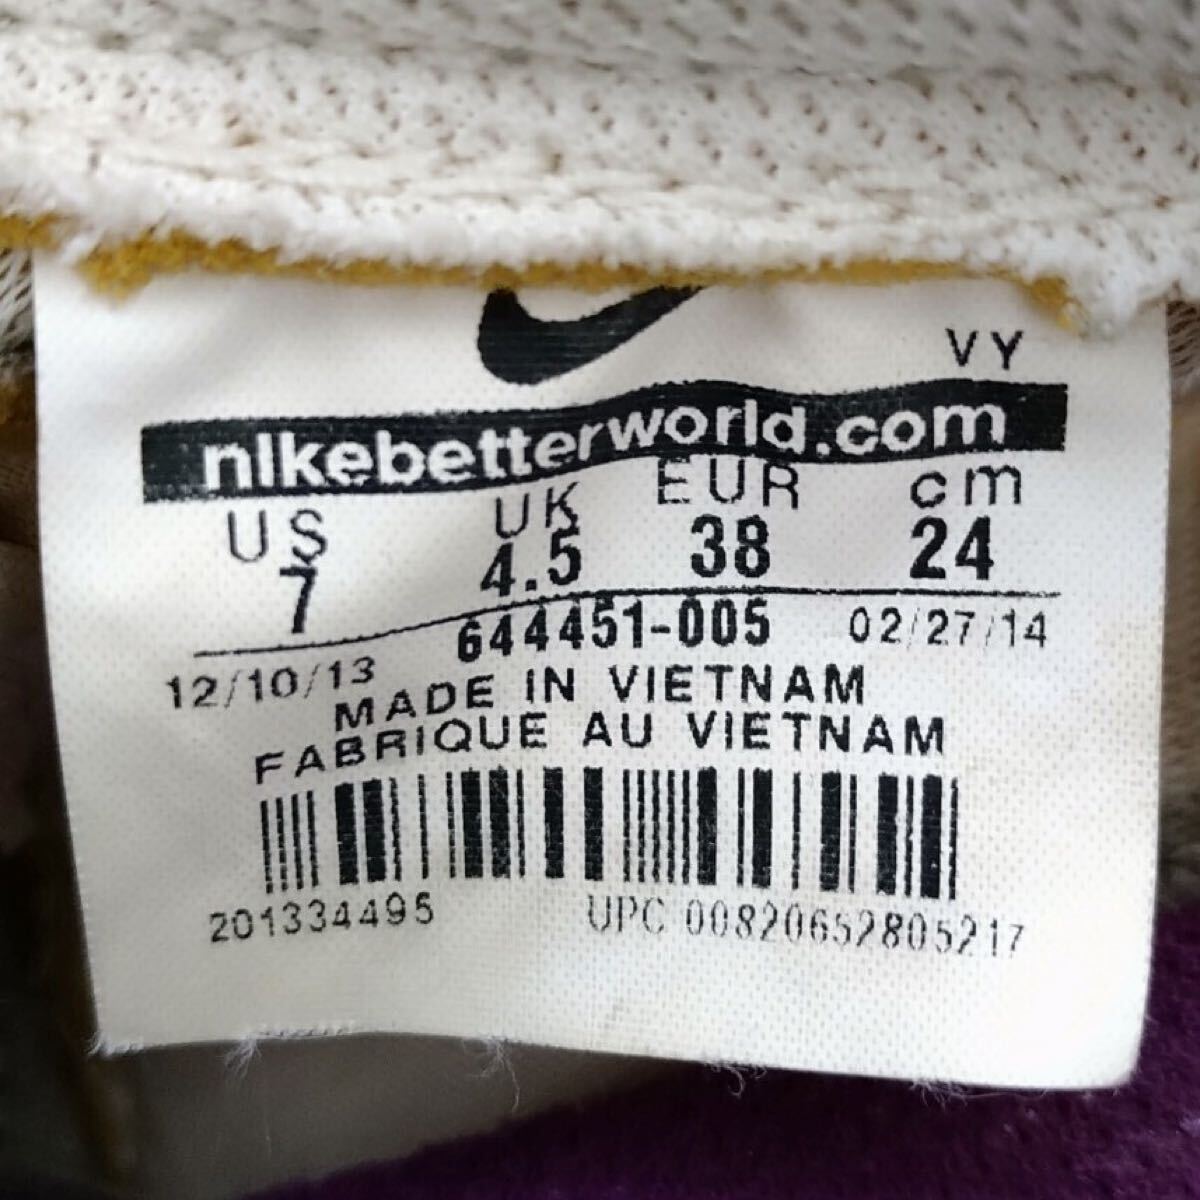 VY
nikebetterworld.com
US UK EUR cm
7 4.5 38 24
12/10/13 644451-005 02/27/14
MADE IN VIETNAM
FABRIQUE AU VIETNAM
201334495 UPC 00820652805217